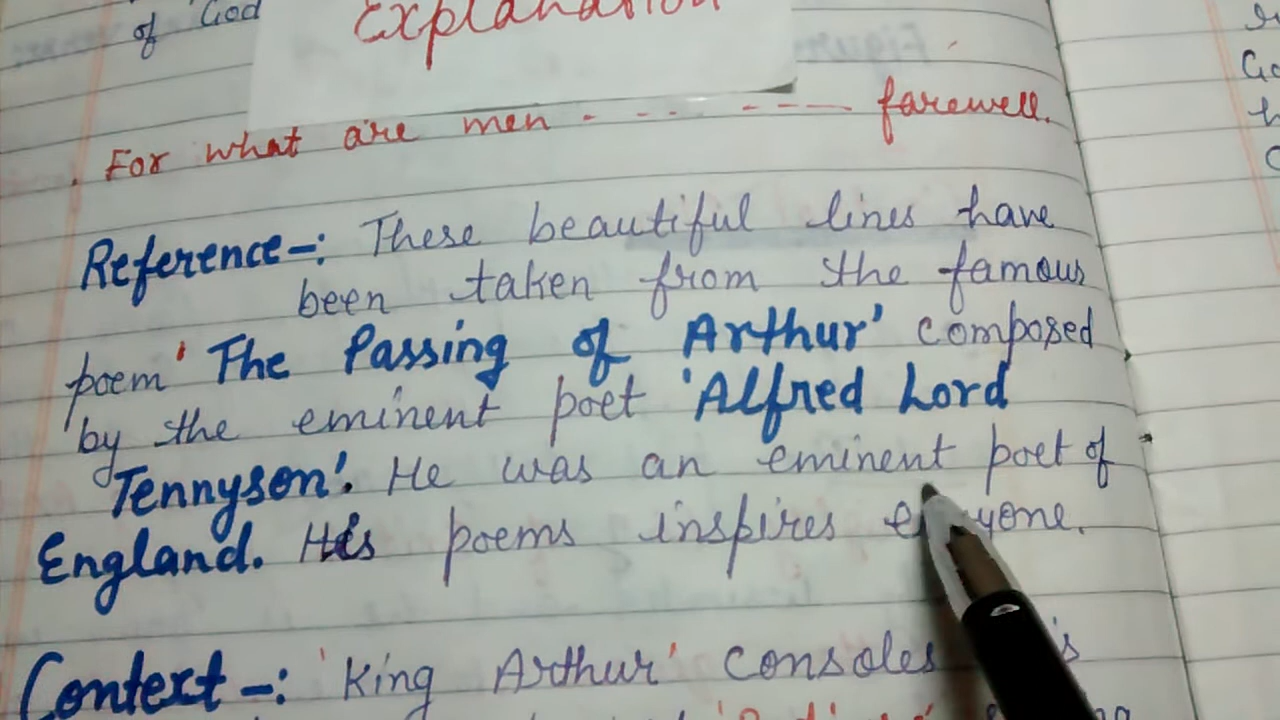 of God
Explanation
. For what are men - - - - - - - farewell.
Reference-: These beautiful lines have
been taken from the famous
poem 'The Passing of Arthur' composed
by the eminent poet 'Alfred Lord
Tennyson'. He was an eminent poet of
England. His poems inspires
Context-: 'King Arthur' consoles